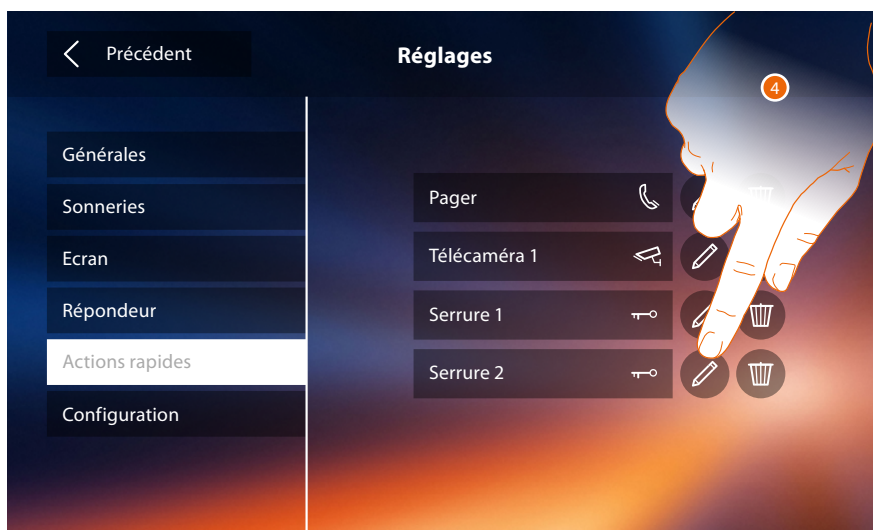 Précédent
Réglages
4
Générales
Sonneries
Ecran
Répondeur
Actions rapides
Configuration
Pager
Télécaméra 1
Serrure 1
Serrure 2